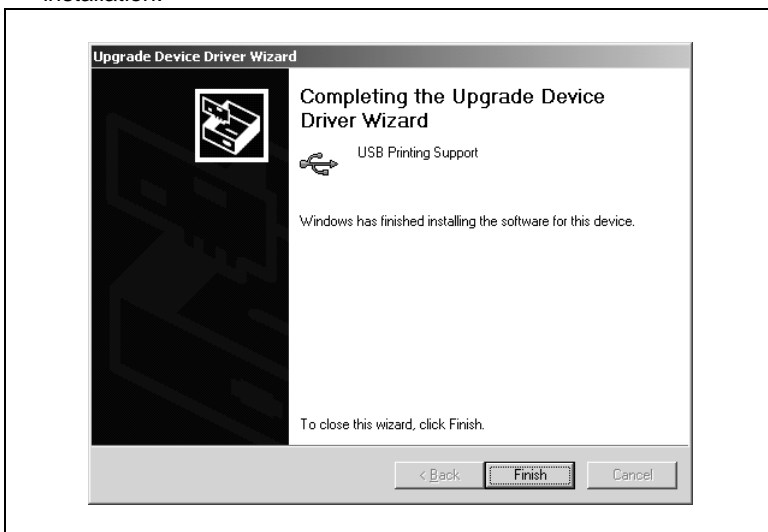 Upgrade Device Driver Wizard
Completing the Upgrade Device
Driver Wizard
USB Printing Support
Windows has finished installing the software for this device.
To close this wizard, click Finish.
< Back Finish Cancel